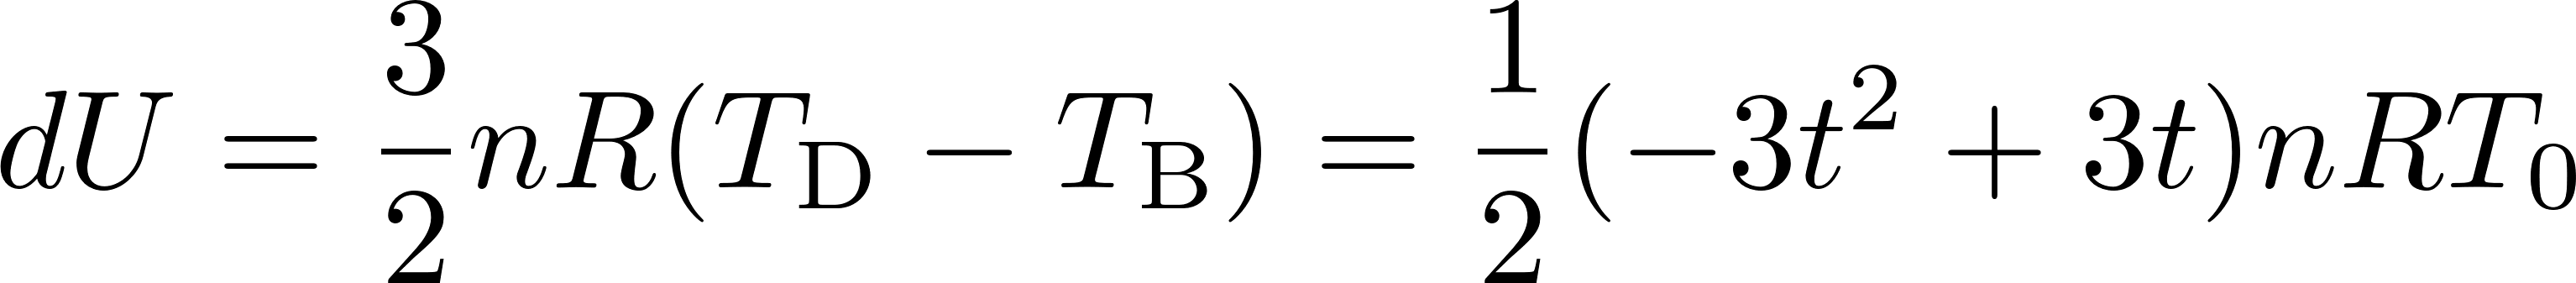 $dU = \frac{3}{2}nR(T_{\mathrm{D}} - T_{\mathrm{B}}) = \frac{1}{2}(-3t^2 + 3t)nRT_0$